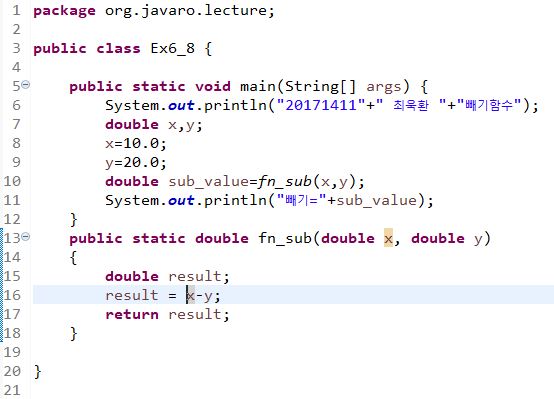 1 package org.javaro.lecture;
2
3 public class Ex6_8 {
4
5 public static void main(String[] args) {
6 System.out.println("20171411"+" 최욱환 "+"빼기함수");
7 double x,y;
8 x=10.0;
9 y=20.0;
10 double sub_value=fn_sub(x,y);
11 System.out.println("빼기="+sub_value);
12 }
13 public static double fn_sub(double x, double y)
14 {
15 double result;
16 result = x-y;
17 return result;
18 }
19
20 }
21